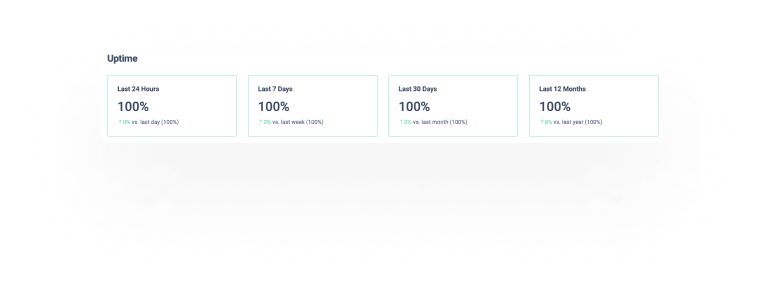 Uptime
Last 24 Hours
100%
↑ 0% vs. last day (100%)
Last 7 Days
100%
↑ 0% vs. last week (100%)
Last 30 Days
100%
↑ 0% vs. last month (100%)
Last 12 Months
100%
↑ 0% vs. last year (100%)